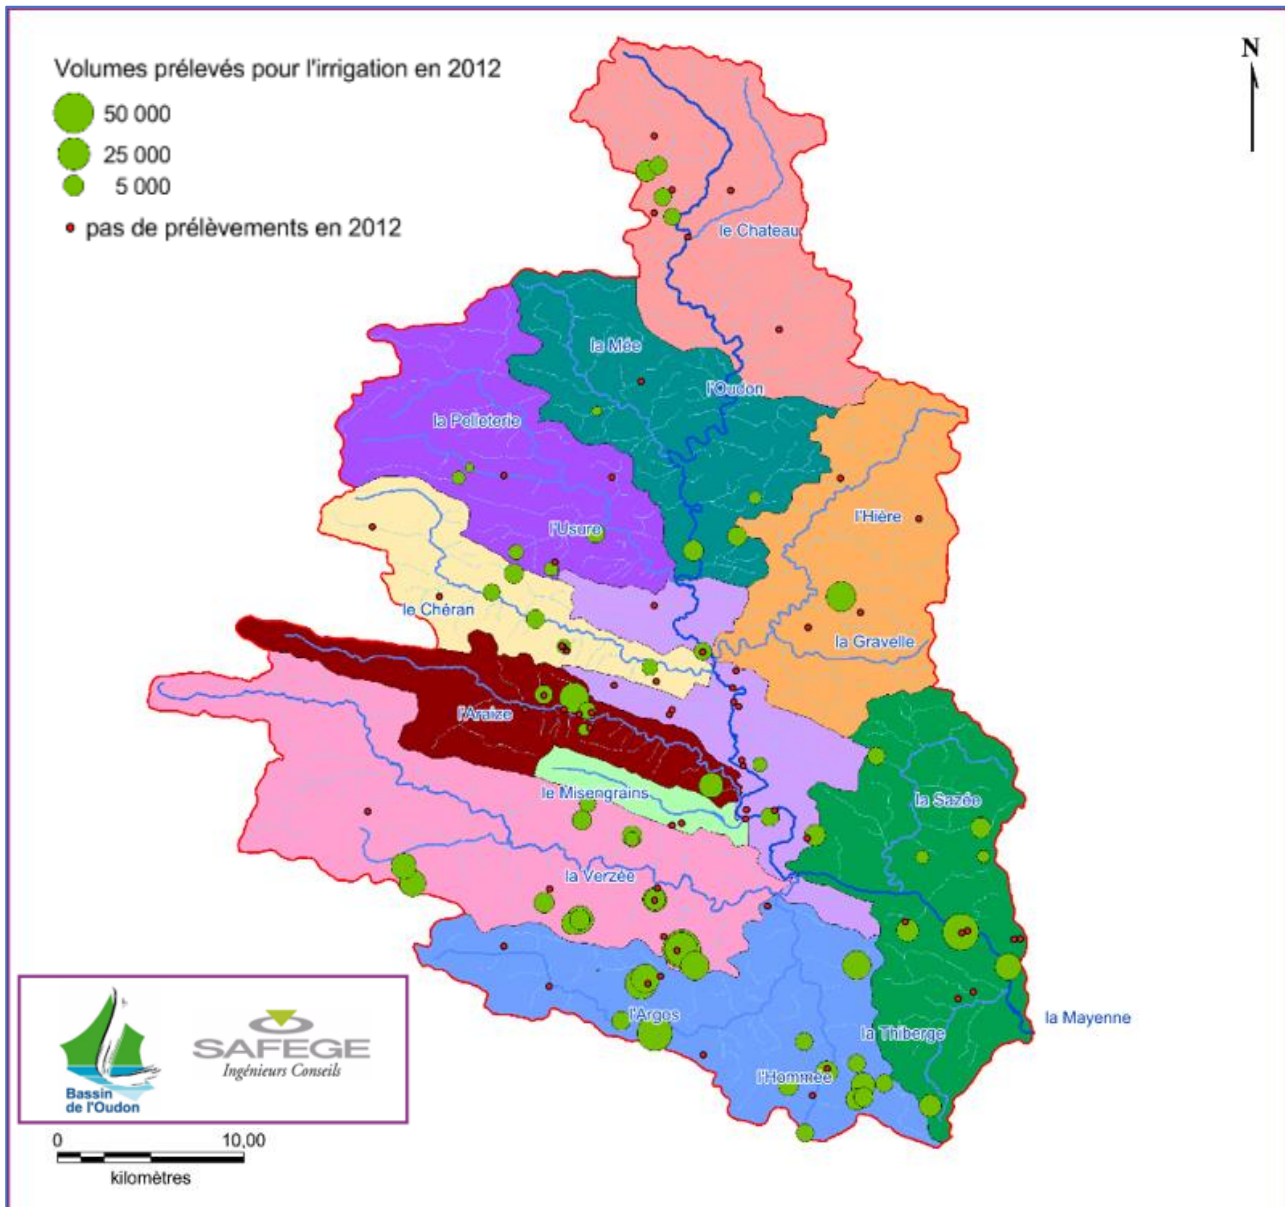 N
Volumes prélevés pour l'irrigation en 2012
50 000
25 000
5 000
pas de prélèvements en 2012
le Chateau
la Mée
l'Oudon
la Pelleterie
l'Hière
l'Usure
le Chéran
la Gravelle
l'Araize
le Misengrains
la Sazée
la Verzée
l'Argos
la Thiberge
la Mayenne
l'Hommée
Bassin
de l'Oudon
SAFEGE
Ingénieurs Conseils
0 10,00
kilomètres